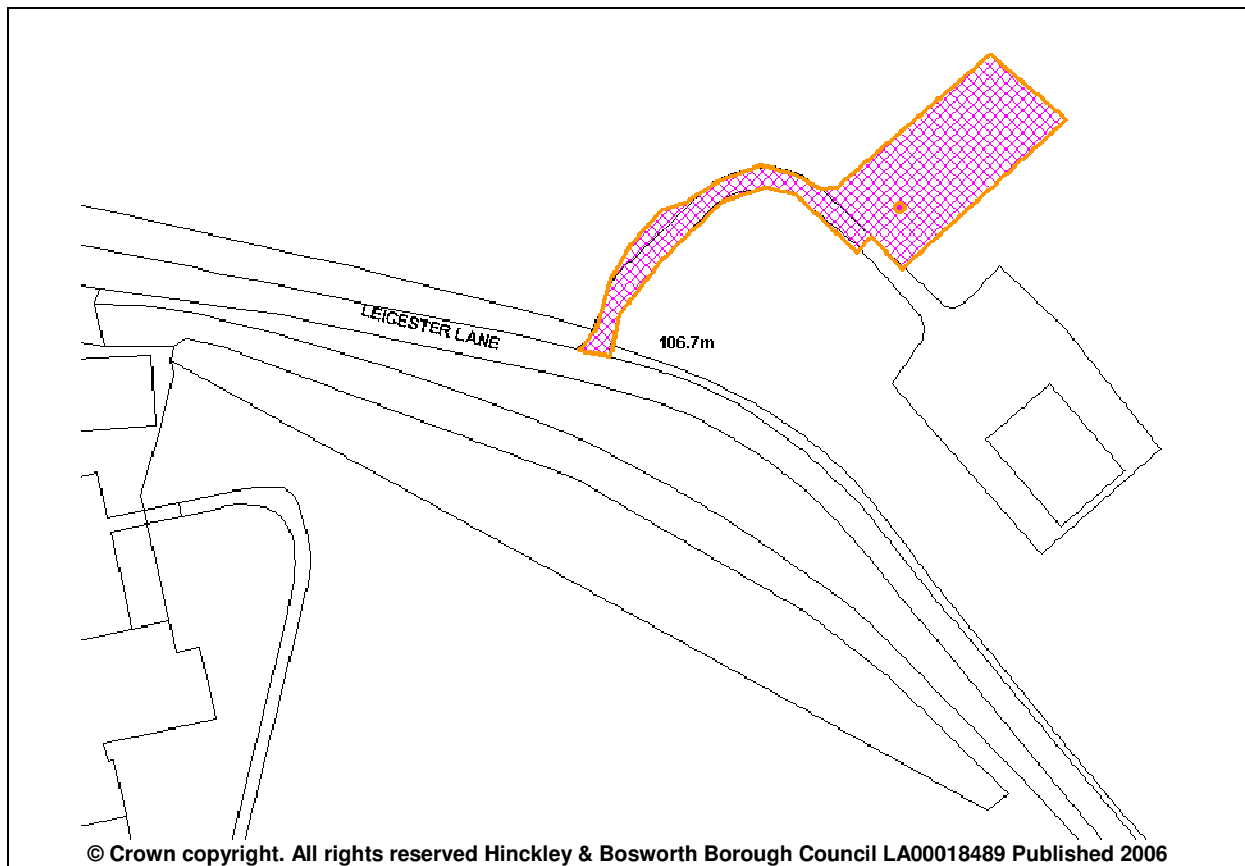 LEICESTER LANE
106.7m
© Crown copyright. All rights reserved Hinckley & Bosworth Borough Council LA00018489 Published 2006